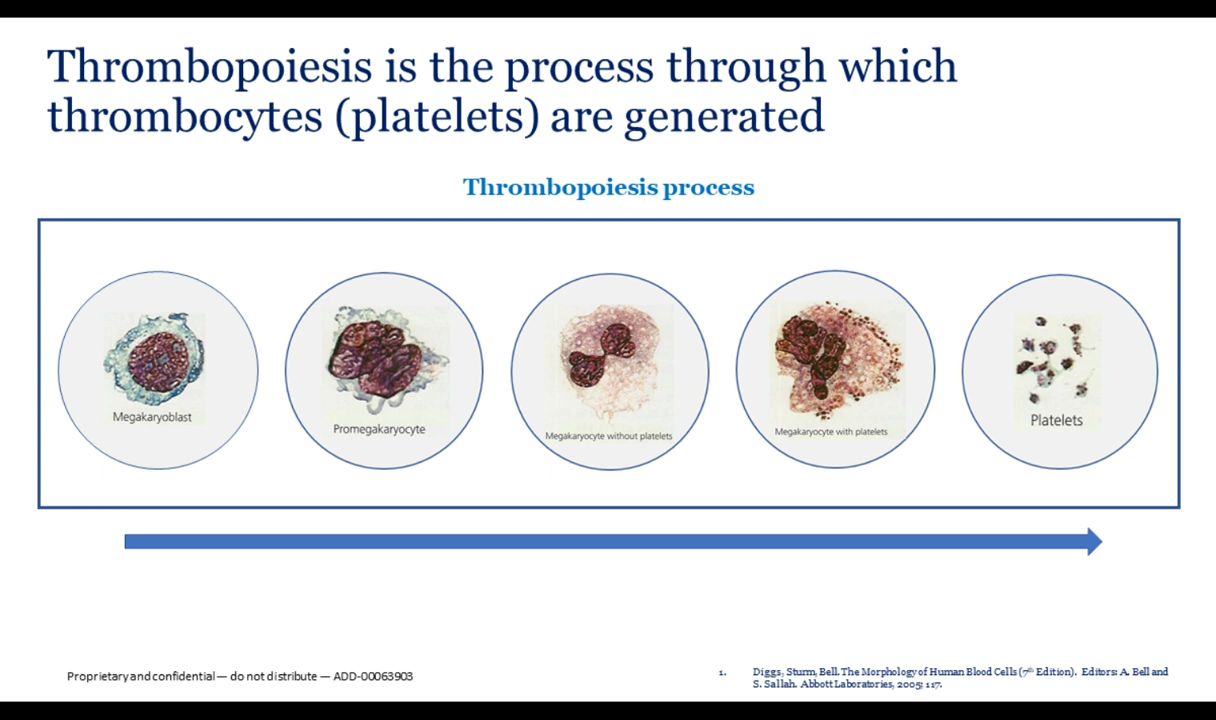 Thrombopoiesis is the process through which
thrombocytes (platelets) are generated
Thrombopoiesis process
Megakaryoblast
Promegakaryocyte
Megakaryocyte without platelets
Megakaryocyte with platelets
Platelets
Proprietary and confidential — do not distribute — ADD-00063903
1. Diggs, Sturm, Bell. The Morphology of Human Blood Cells (7th Edition). Editors: A. Bell and
S. Sallah. Abbott Laboratories, 2005; 117.